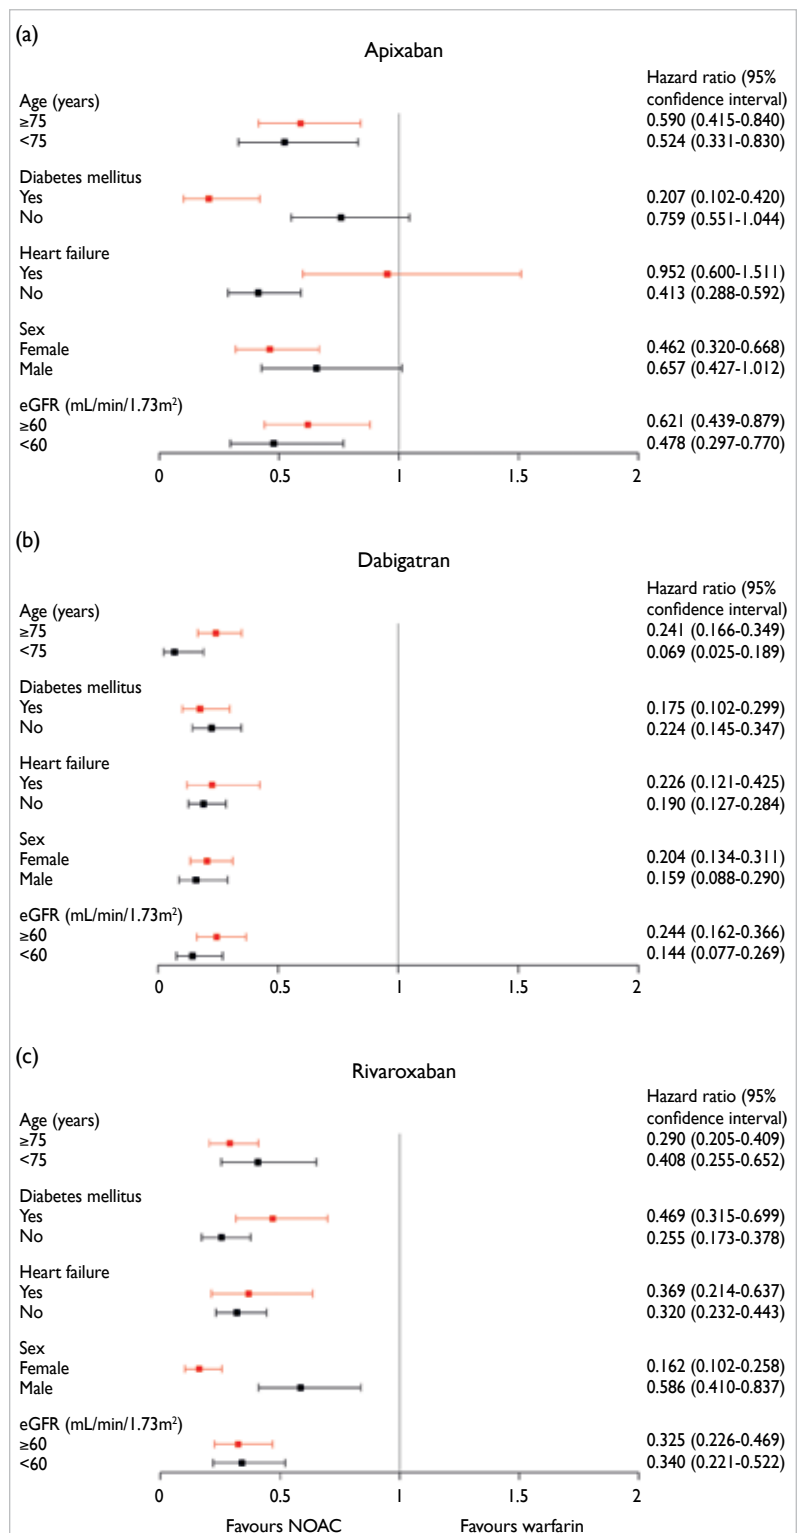 (a)
Apixaban
Hazard ratio (95%
confidence interval)
Age (years)
≥75 0.590 (0.415-0.840)
<75 0.524 (0.331-0.830)
Diabetes mellitus
Yes 0.207 (0.102-0.420)
No 0.759 (0.551-1.044)
Heart failure
Yes 0.952 (0.600-1.511)
No 0.413 (0.288-0.592)
Sex
Female 0.462 (0.320-0.668)
Male 0.657 (0.427-1.012)
eGFR (mL/min/1.73m²)
≥60 0.621 (0.439-0.879)
<60 0.478 (0.297-0.770)
0 0.5 1 1.5 2
(b)
Dabigatran
Hazard ratio (95%
confidence interval)
Age (years)
≥75 0.241 (0.166-0.349)
<75 0.069 (0.025-0.189)
Diabetes mellitus
Yes 0.175 (0.102-0.299)
No 0.224 (0.145-0.347)
Heart failure
Yes 0.226 (0.121-0.425)
No 0.190 (0.127-0.284)
Sex
Female 0.204 (0.134-0.311)
Male 0.159 (0.088-0.290)
eGFR (mL/min/1.73m²)
≥60 0.244 (0.162-0.366)
<60 0.144 (0.077-0.269)
0 0.5 1 1.5 2
(c)
Rivaroxaban
Hazard ratio (95%
confidence interval)
Age (years)
≥75 0.290 (0.205-0.409)
<75 0.408 (0.255-0.652)
Diabetes mellitus
Yes 0.469 (0.315-0.699)
No 0.255 (0.173-0.378)
Heart failure
Yes 0.369 (0.214-0.637)
No 0.320 (0.232-0.443)
Sex
Female 0.162 (0.102-0.258)
Male 0.586 (0.410-0.837)
eGFR (mL/min/1.73m²)
≥60 0.325 (0.226-0.469)
<60 0.340 (0.221-0.522)
0 0.5 1 1.5 2
Favours NOAC Favours warfarin